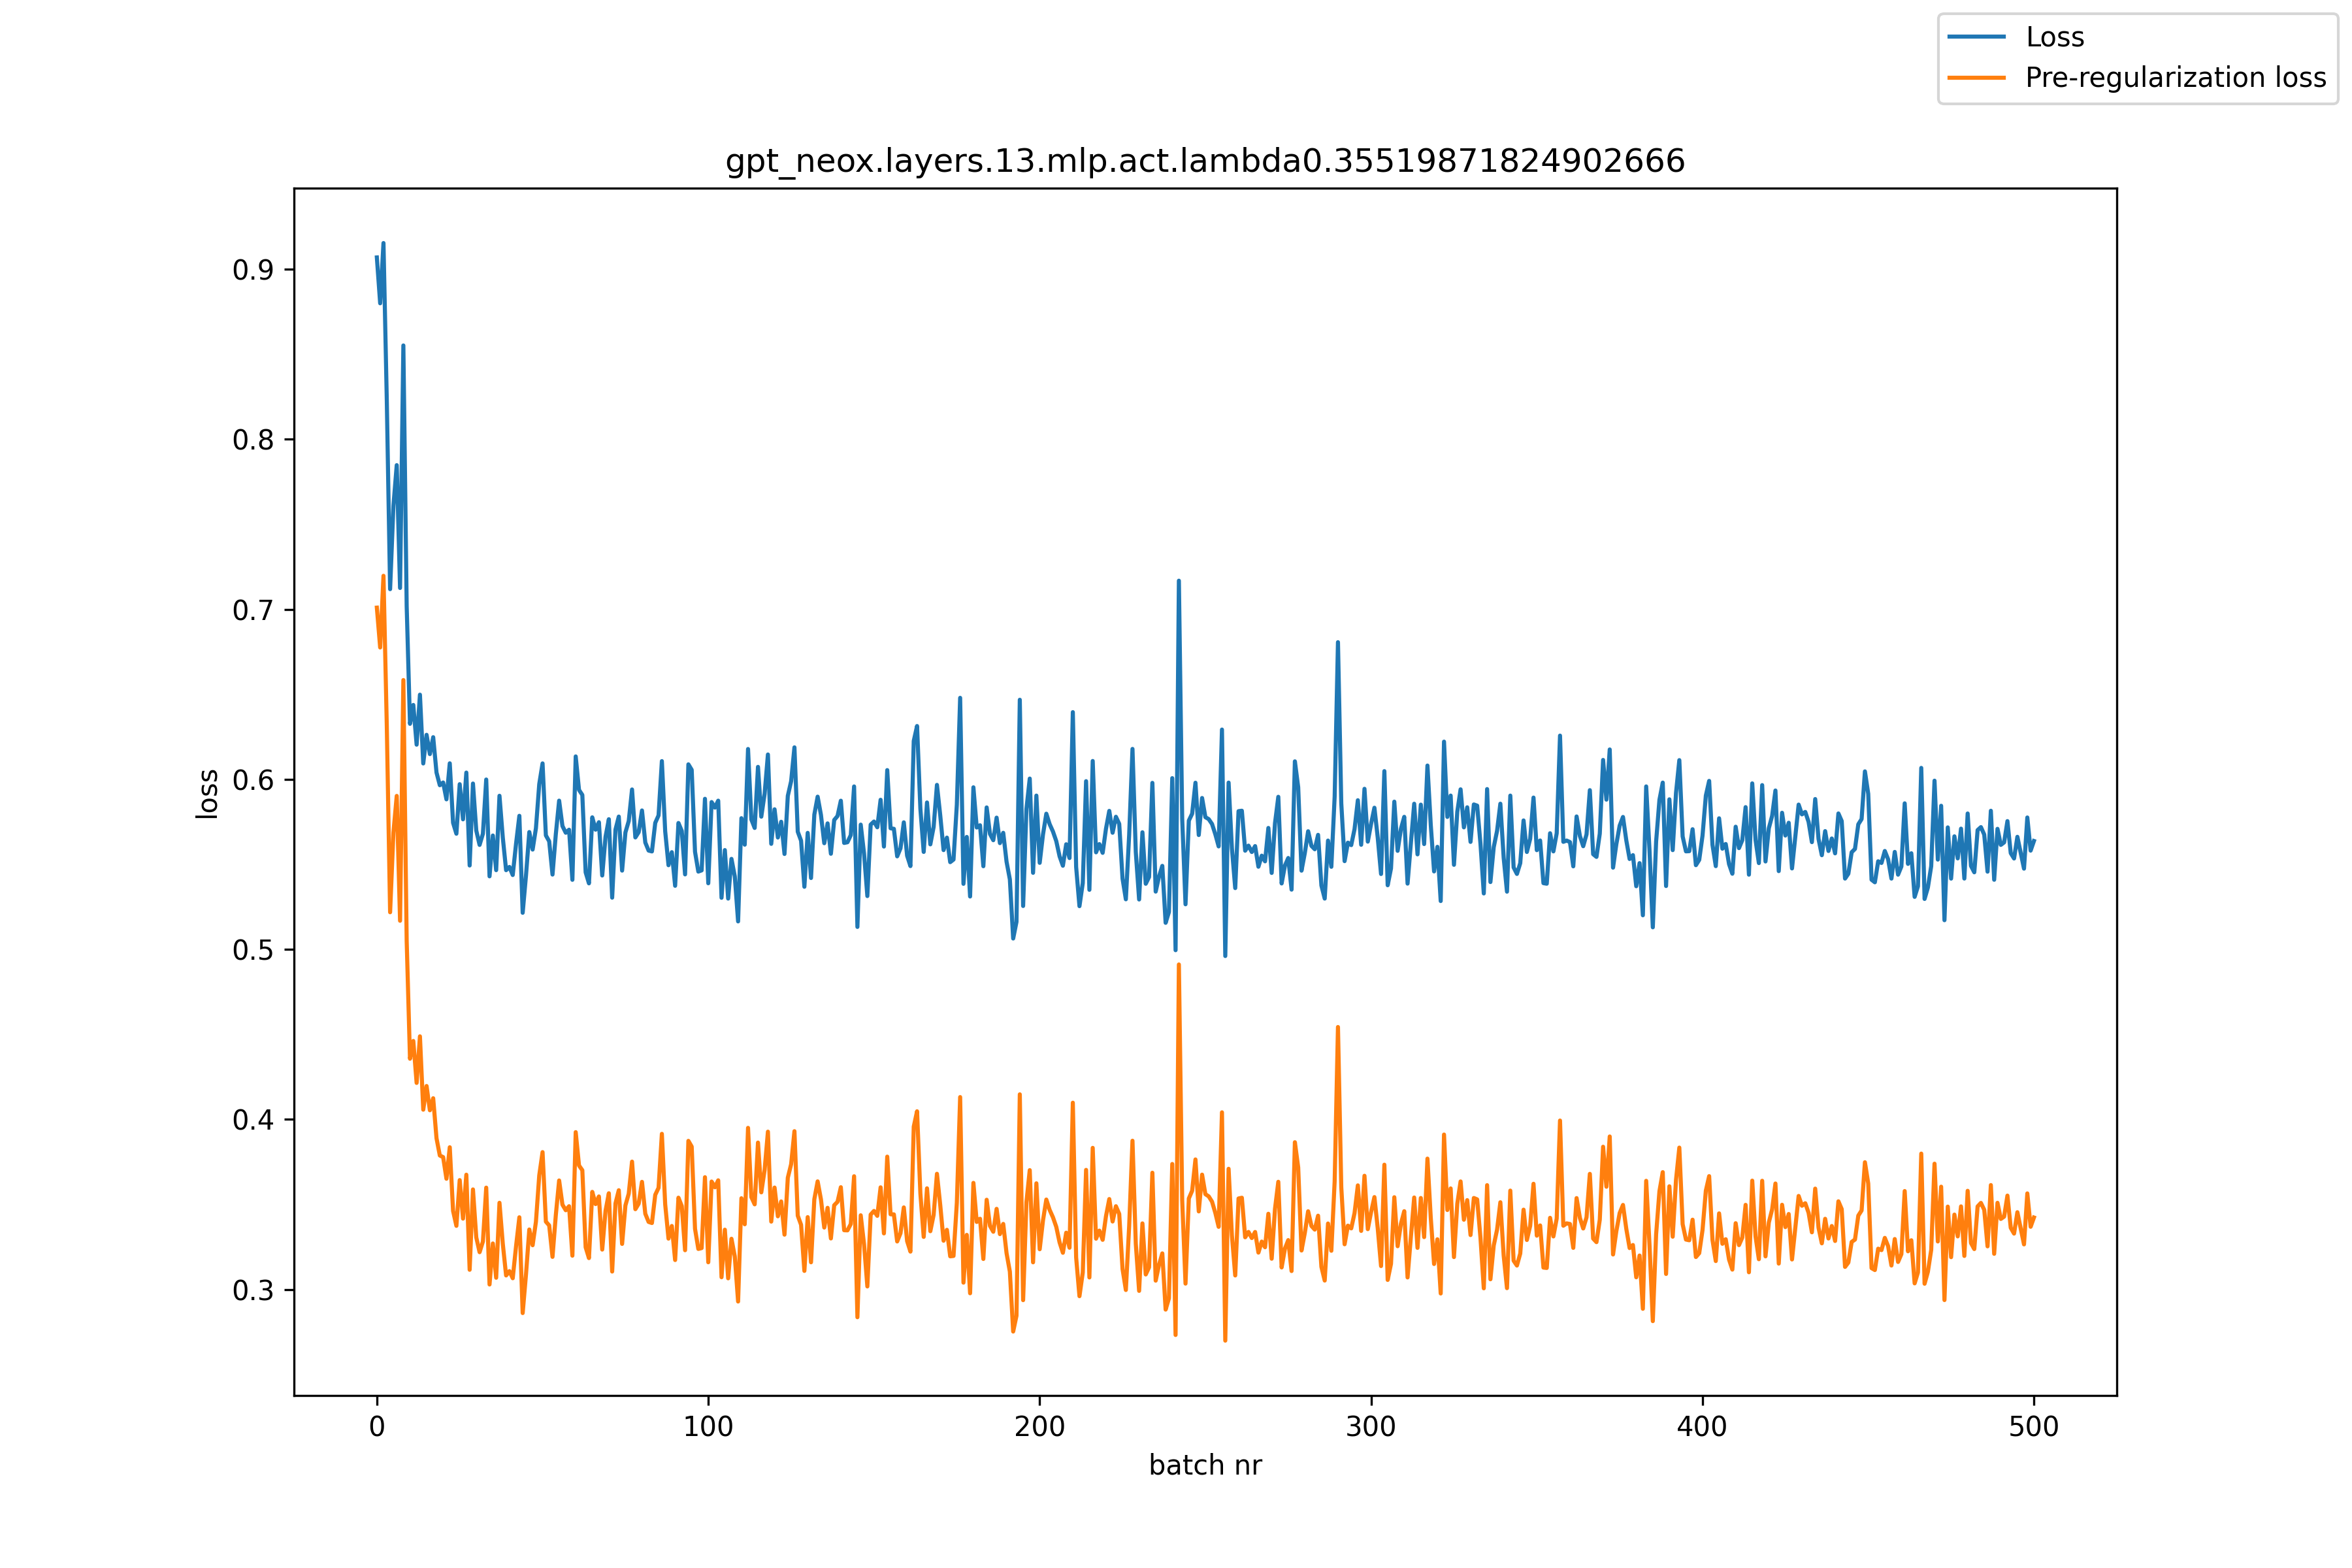 Loss
Pre-regularization loss
gpt_neox.layers.13.mlp.act.lambda0.35519871824902666
0.9
0.8
0.7
0.6
0.5
0.4
0.3
loss
0 100 200 300 400 500
batch nr